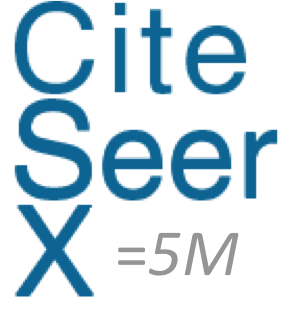 Cite
Seer
X =5M